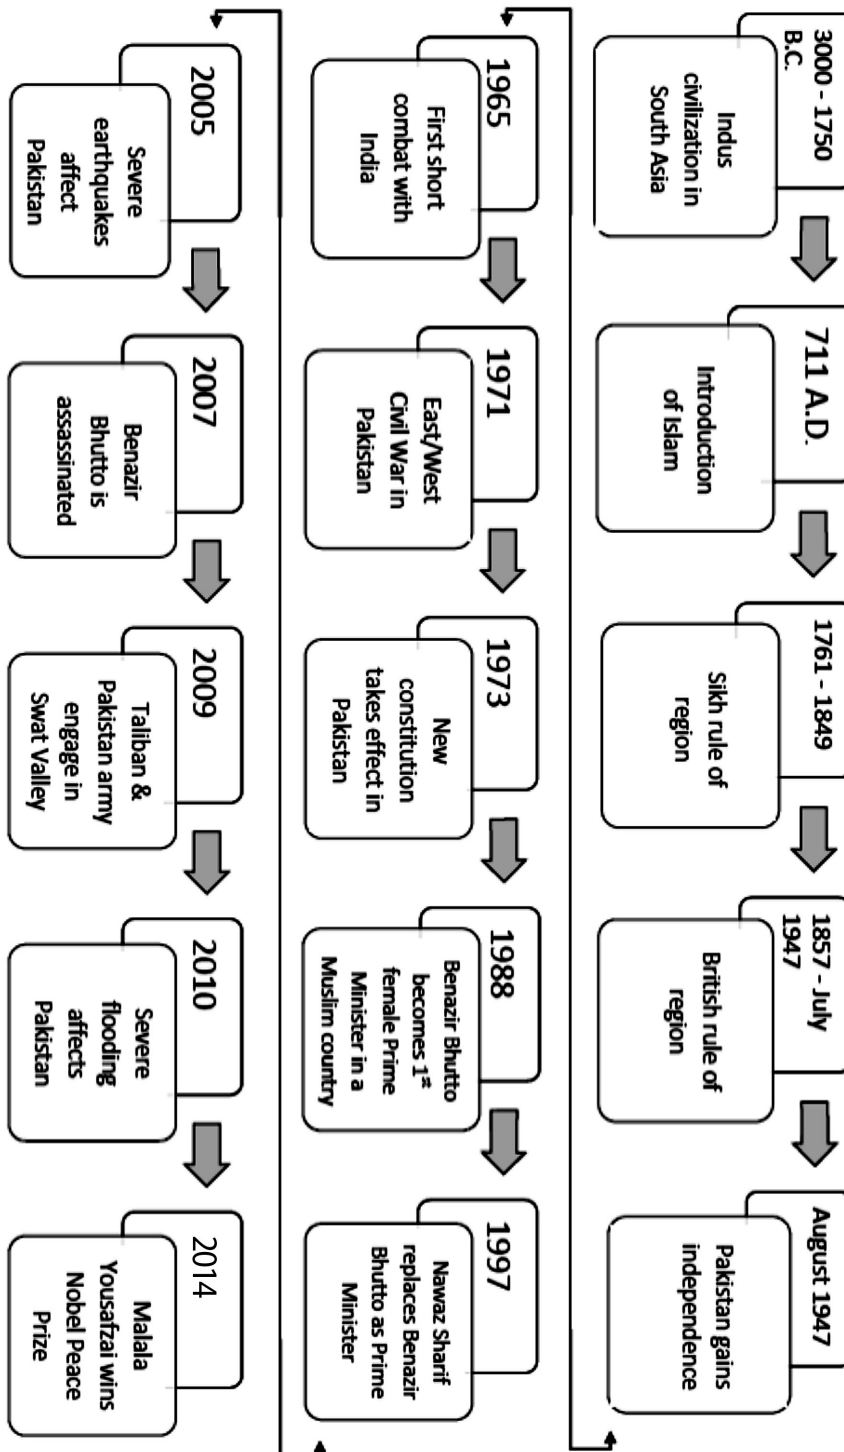 3000 - 1750
B.C.
Indus
civilization in
South Asia
711 A.D.
Introduction
of Islam
1761 - 1849
Sikh rule of
region
1857 - July
1947
British rule of
region
August 1947
Pakistan gains
independence
1965
First short
combat with
India
1971
East/West
Civil War in
Pakistan
1973
New
constitution
takes effect in
Pakistan
1988
Benazir Bhutto
becomes 1st
female Prime
Minister in a
Muslim country
1997
Nawaz Sharif
replaces Benazir
Bhutto as Prime
Minister
2005
Severe
earthquakes
affect
Pakistan
2007
Benazir
Bhutto is
assassinated
2009
Taliban &
Pakistan army
engage in
Swat Valley
2010
Severe
flooding
affects
Pakistan
2014
Malala
Yousafzai wins
Nobel Peace
Prize